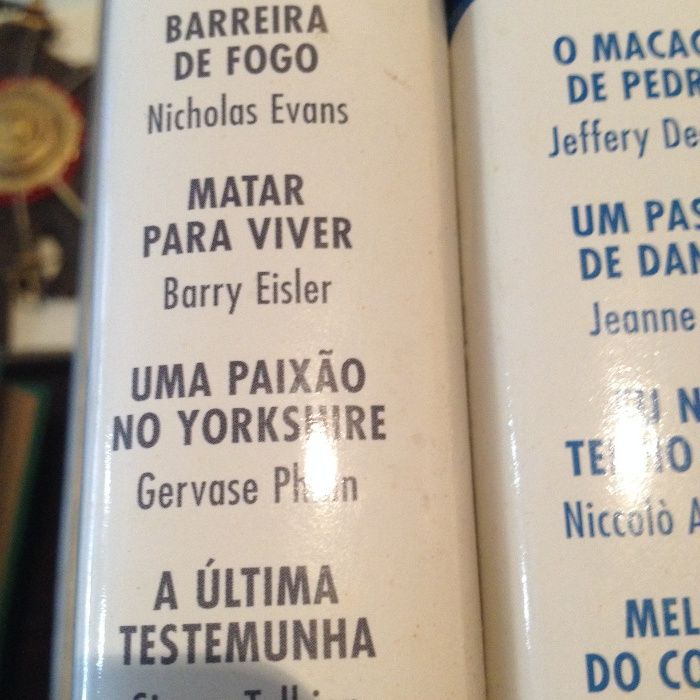 BARREIRA
DE FOGO
Nicholas Evans
MATAR
PARA VIVER
Barry Eisler
UMA PAIXÃO
NO YORKSHIRE
Gervase
A ÚLTIMA
TESTEMUNHA
O MACAC
DE PEDR
Jeffery De
UM PAS
DE DAN
Jeanne
Niccolò A
MEL
DO CO